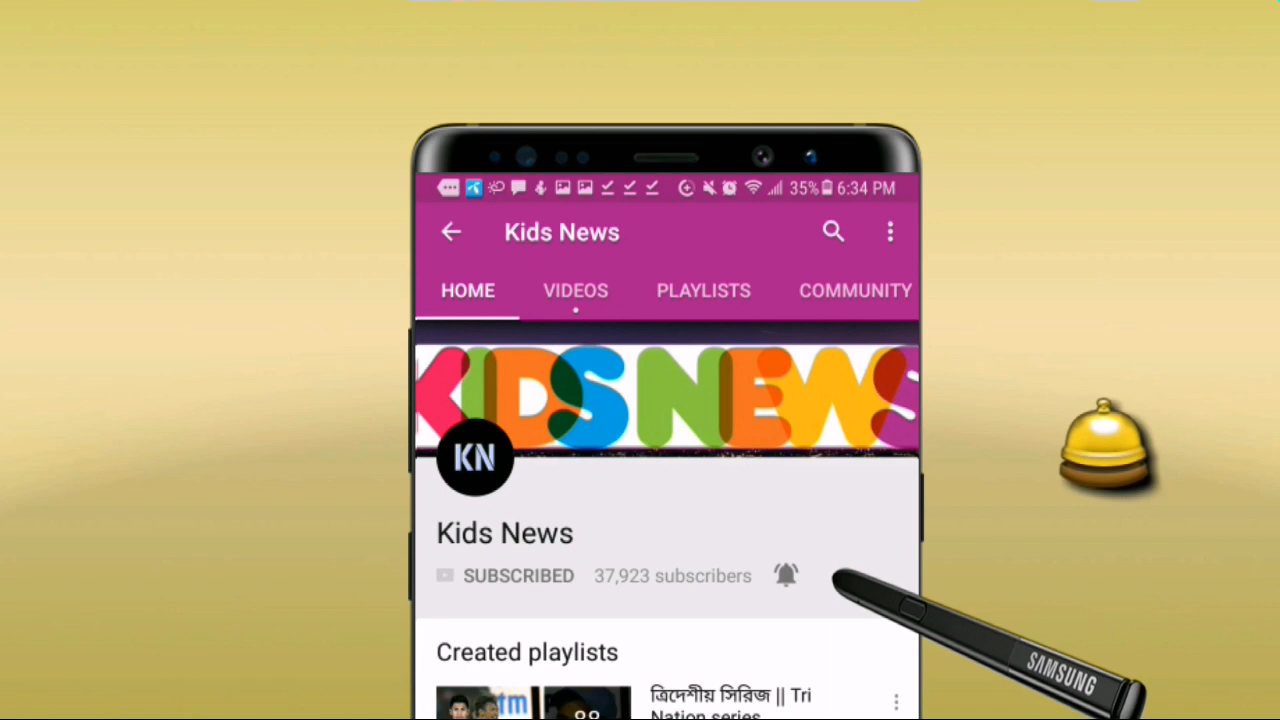 35% 6:34 PM
Kids News
HOME VIDEOS PLAYLISTS COMMUNITY
KIDS NEWS
KN
Kids News
SUBSCRIBED 37,923 subscribers
SAMSUNG
Created playlists
ত্রিদেশীয় সিরিজ || Tri
Nation series
88